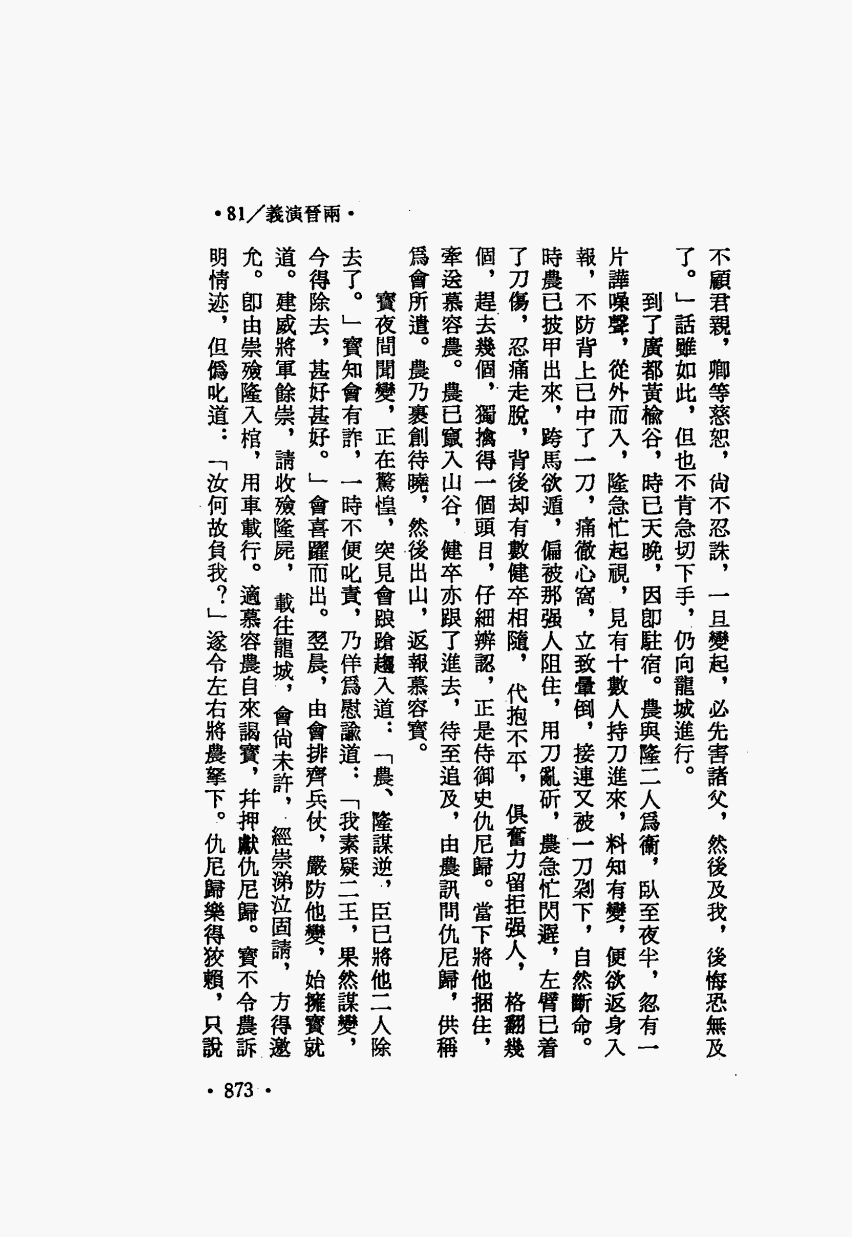 •81／義演晉兩•
不顧君親，卿等慈恕，尙不忍誅，一旦變起，必先害諸父，然後及我，後悔恐無及
了。」話雖如此，但也不肯急切下手，仍向龍城進行。
到了廣都黃榆谷，時已天晚，因卽駐宿。農與隆二人爲衞，臥至夜半，忽有一
片譁噪聲，從外而入，隆急忙起視，見有十數人持刀進來，料知有變，便欲返身入
報，不防背上已中了一刀，痛徹心窩，立致暈倒，接連又被一刀剁下，自然斷命。
時農已披甲出來，跨馬欲遁，偏被那强人阻住，用刀亂斫，農急忙閃避，左臂已着
了刀傷，忍痛走脫，背後却有數健卒相隨，代抱不平，俱奮力留拒强人，格翻幾
個，趕去幾個，獨擒得一個頭目，仔細辨認，正是侍御史仇尼歸。當下將他捆住，
牽送慕容農。農已竄入山谷，健卒亦跟了進去，待至追及，由農訊問仇尼歸，供稱
爲會所遣。農乃裹創待曉，然後出山，返報慕容寶。
寶夜間聞變，正在驚惶，突見會踉蹌趨入道：「農、隆謀逆，臣已將他二人除
去了。」寶知會有詐，一時不便叱責，乃佯爲慰諭道：「我素疑二王，果然謀變，
今得除去，甚好甚好。」會喜躍而出。翌晨，由會排齊兵仗，嚴防他變，始擁寶就
道。建威將軍餘崇，請收殮隆屍，載往龍城，會尙未許，經崇涕泣固請，方得邀
允。卽由崇殮隆入棺，用車載行。適慕容農自來謁寶，幷押獻仇尼歸。寶不令農訴
明情迹，但僞叱道：「汝何故負我？」遂令左右將農拏下。仇尼歸樂得狡賴，只說
•873•